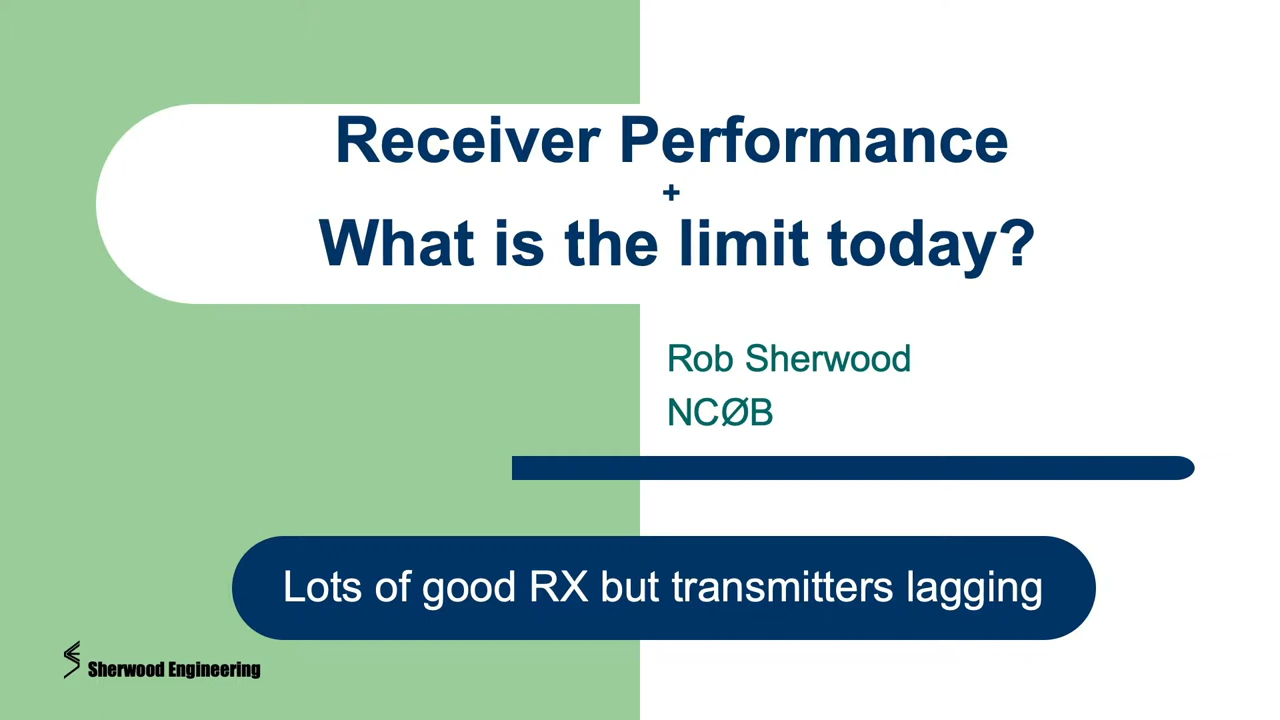 Receiver Performance
+
What is the limit today?
Rob Sherwood
NCØB
Lots of good RX but transmitters lagging
Sherwood Engineering